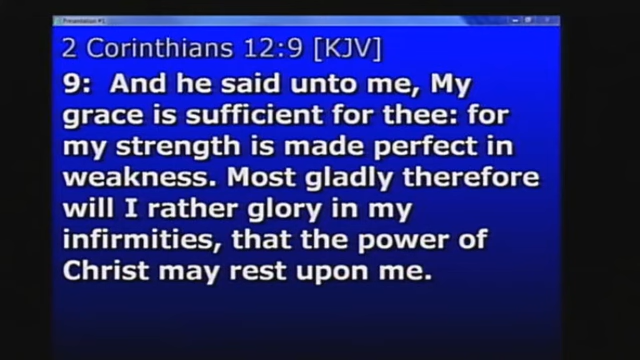 Presentation #1
2 Corinthians 12:9 [KJV]
9: And he said unto me, My
grace is sufficient for thee: for
my strength is made perfect in
weakness. Most gladly therefore
will I rather glory in my
infirmities, that the power of
Christ may rest upon me.